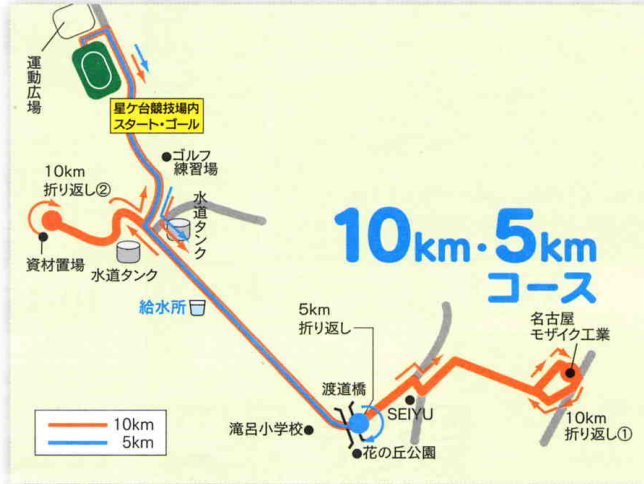 運動広場
星ケ台競技場内
スタート・ゴール
ゴルフ
練習場
10km
折り返し②
水道タンク
資材置場
水道タンク
給水所
10km・5km
コース
5km
折り返し
名古屋
モザイク工業
渡道橋
SEIYU
10km
折り返し①
滝呂小学校
花の丘公園
10km
5km